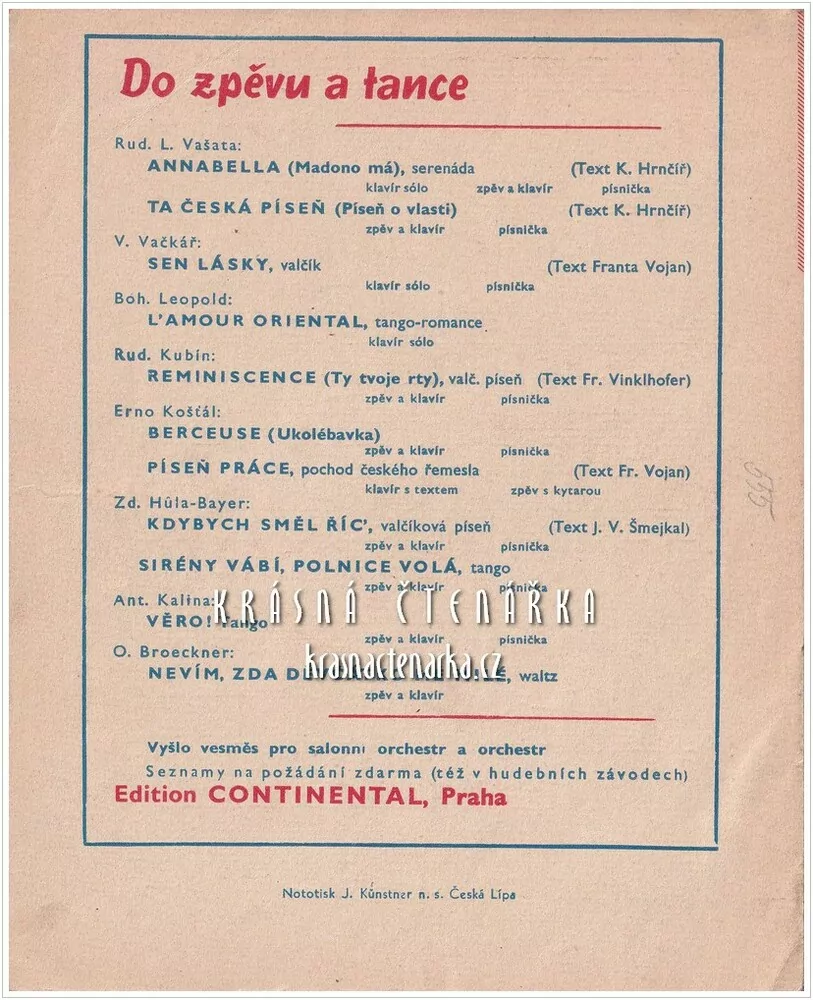 Do zpěvu a tance
Rud. L. Vašata:
ANNABELLA (Madono má), serenáda (Text K. Hrnčíř)
klavír sólo zpěv a klavír písnička
TA ČESKÁ PÍSEŇ (Píseň o vlasti) (Text K. Hrnčíř)
zpěv a klavír písnička
V. Vačkář:
SEN LÁSKY, valčík (Text Franta Vojan)
klavír sólo písnička
Boh. Leopold:
L'AMOUR ORIENTAL, tango-romance
klavír sólo
Rud. Kubín:
REMINISCENCE (Ty tvoje rty), valč. píseň (Text Fr. Vinklhofer)
zpěv a klavír písnička
Erno Košťál:
BERCEUSE (Ukolébavka)
zpěv a klavír písnička
PÍSEŇ PRÁCE, pochod českého řemesla (Text Fr. Vojan)
klavír s textem zpěv s kytarou
Zd. Hůla-Bayer:
KDYBYCH SMĚL ŘÍC', valčíková píseň (Text J. V. Šmejkal)
zpěv a klavír písnička
SIRÉNY VÁBÍ, POLNICE VOLÁ, tango
zpěv a klavír písnička
Ant. Kalina:
KRÁSNÁ ČTENÁŘKA
VĚRO! Tango
zpěv a klavír písnička
O. Broeckner:
krasnactenarka.cz
NEVÍM, ZDA waltz
zpěv a klavír
Vyšlo vesměs pro salonní orchestr a orchestr
Seznamy na požádání zdarma (též v hudebních závodech)
Edition CONTINENTAL, Praha
Nototisk J. Künstner n. s. Česká Lípa